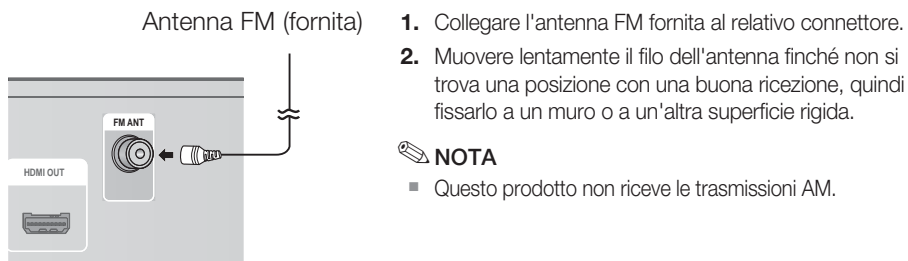 Antenna FM (fornita)
FM ANT
HDMI OUT
1. Collegare l'antenna FM fornita al relativo connettore.
2. Muovere lentamente il filo dell'antenna finché non si
trova una posizione con una buona ricezione, quindi
fissarlo a un muro o a un'altra superficie rigida.
NOTA
■ Questo prodotto non riceve le trasmissioni AM.